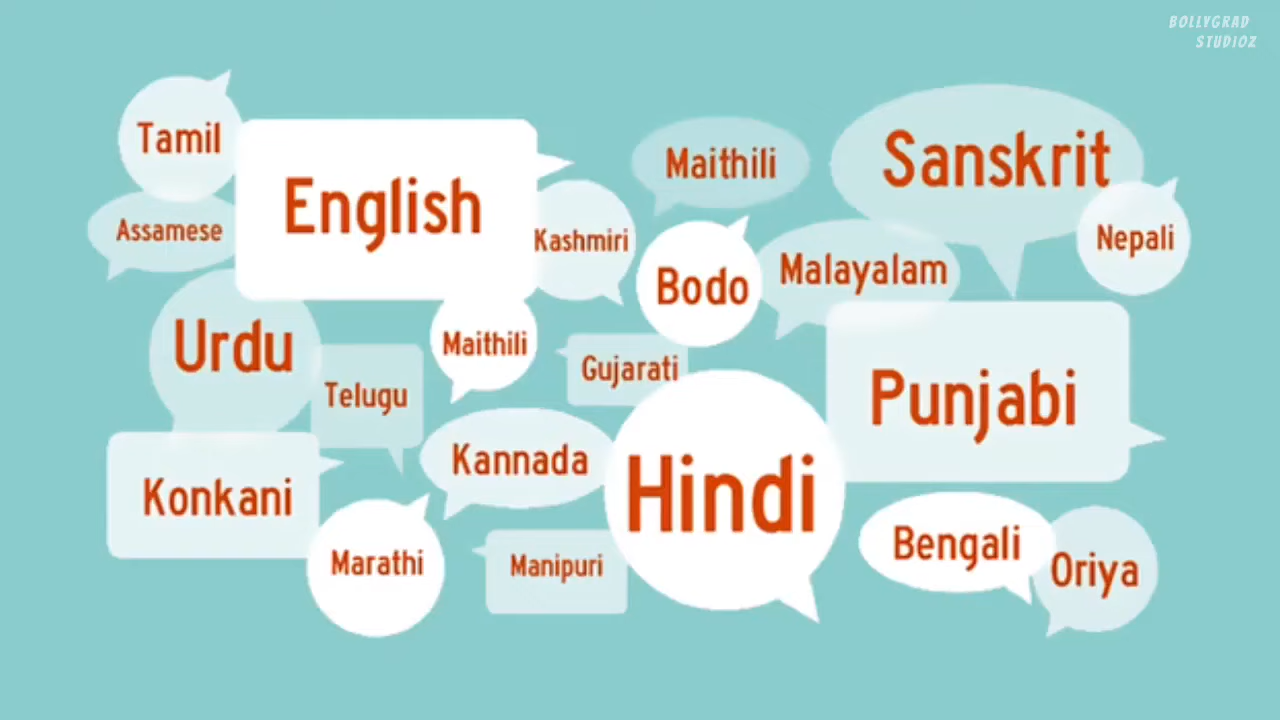 BOLLYGRAD
STUDIOZ
Tamil
English
Maithili
Sanskrit
Assamese
Kashmiri
Bodo
Malayalam
Nepali
Urdu
Telugu
Maithili
Gujarati
Punjabi
Konkani
Kannada
Hindi
Marathi
Manipuri
Bengali
Oriya